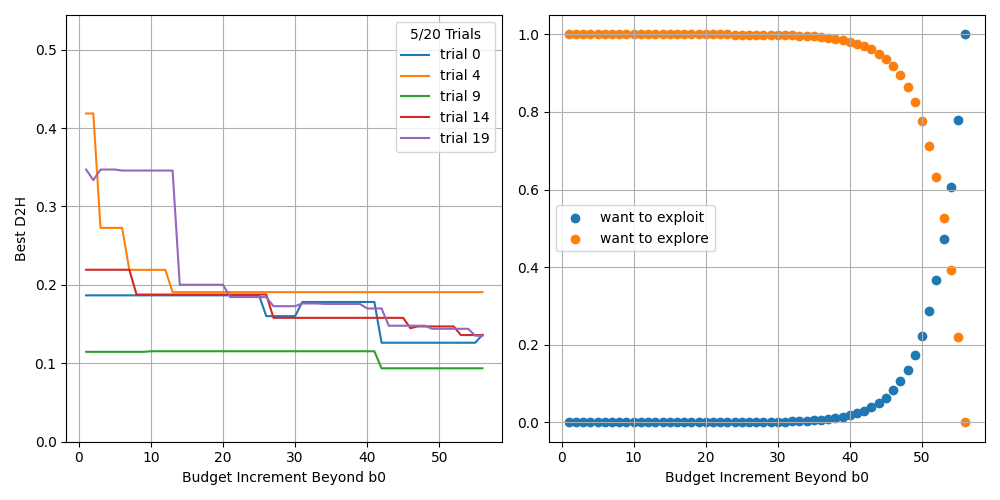 5/20 Trials
trial 0
trial 4
trial 9
trial 14
trial 19
Best D2H
0.5
0.4
0.3
0.2
0.1
0.0
0 10 20 30 40 50
Budget Increment Beyond b0
1.0
0.8
0.6
0.4
0.2
0.0
want to exploit
want to explore
0 10 20 30 40 50
Budget Increment Beyond b0